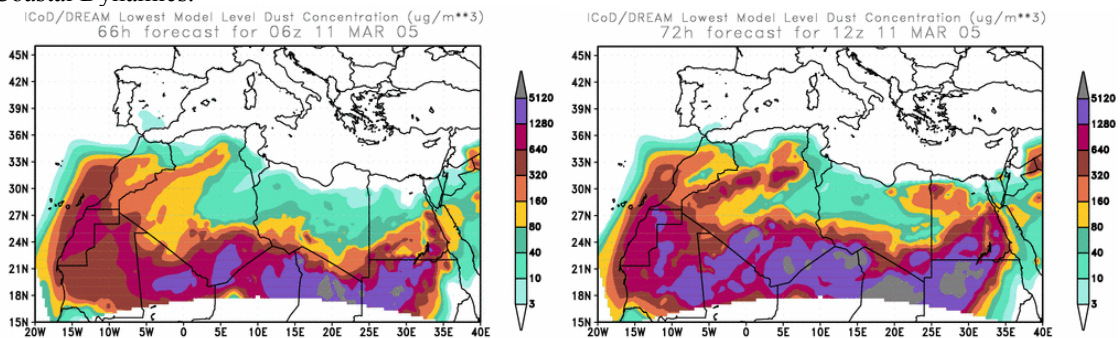 Coastal Dynamics.
ICoD/DREAM Lowest Model Level Dust Concentration (ug/m**3)
66h forecast for 06z 11 MAR 05
45N
42N
39N
36N
33N
30N
27N
24N
21N
18N
15N
20W 15W 10W 5W 0 5E 10E 15E 20E 25E 30E 35E 40E
5120
1280
640
320
160
80
40
10
3
ICoD/DREAM Lowest Model Level Dust Concentration (ug/m**3)
72h forecast for 12z 11 MAR 05
45N
42N
39N
36N
33N
30N
27N
24N
21N
18N
15N
20W 15W 10W 5W 0 5E 10E 15E 20E 25E 30E 35E 40E
5120
1280
640
320
160
80
40
10
3